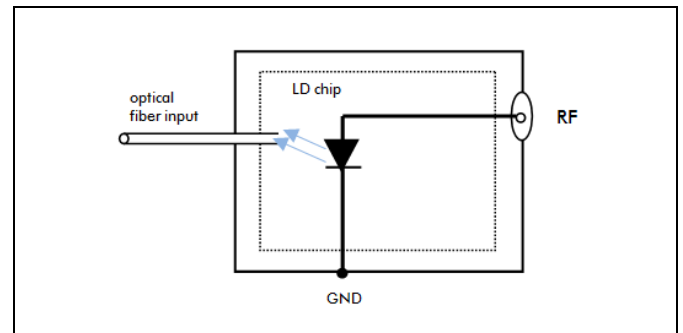 LD chip
optical
fiber input
RF
GND